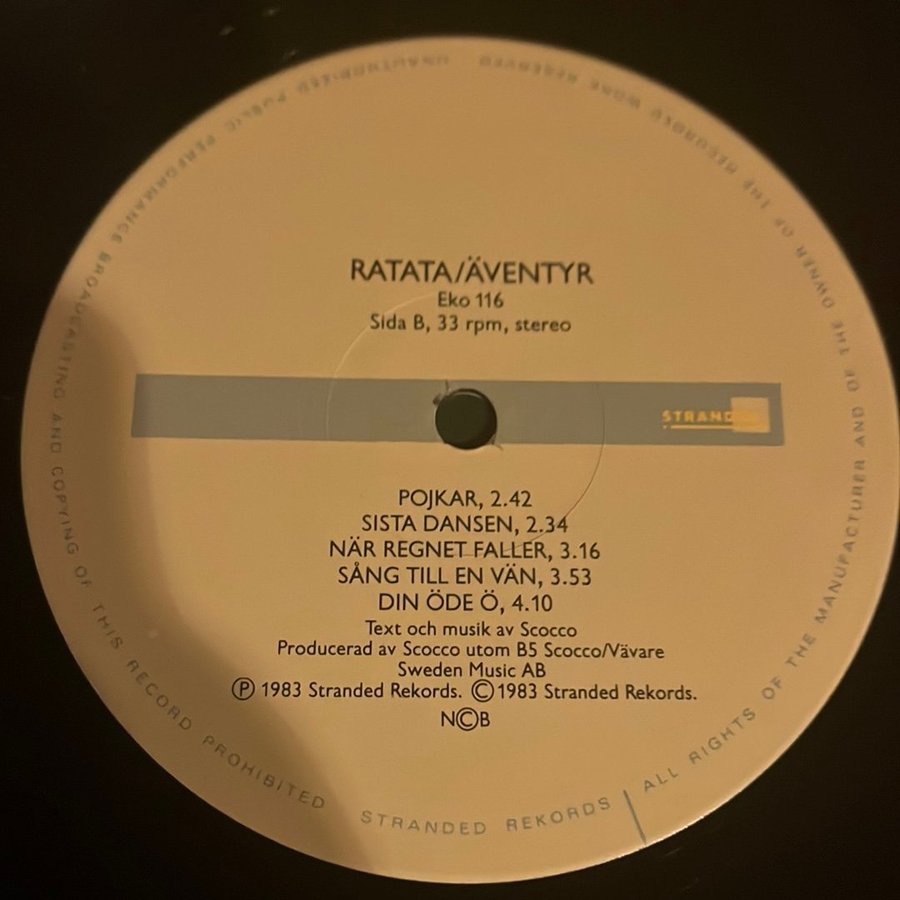 RATATA/ÄVENTYR
Eko 116
Sida B, 33 rpm, stereo
STRANDED
POJKAR, 2.42
SISTA DANSEN, 2.34
NÄR REGNET FALLER, 3.16
SÅNG TILL EN VÄN, 3.53
DIN ÖDE Ö, 4.10
Text och musik av Scocco
Producerad av Scocco utom B5 Scocco/Vävare
Sweden Music AB
Ⓟ 1983 Stranded Rekords. © 1983 Stranded Rekords.
N©B
ALL RIGHTS OF THE MANUFACTURER AND OF THE OWNER OF THE RECORDED WORK RESERVED UNAUTHORISED PUBLIC PERFORMANCE BROADCASTING AND COPYING OF THIS RECORD PROHIBITED STRANDED REKORDS